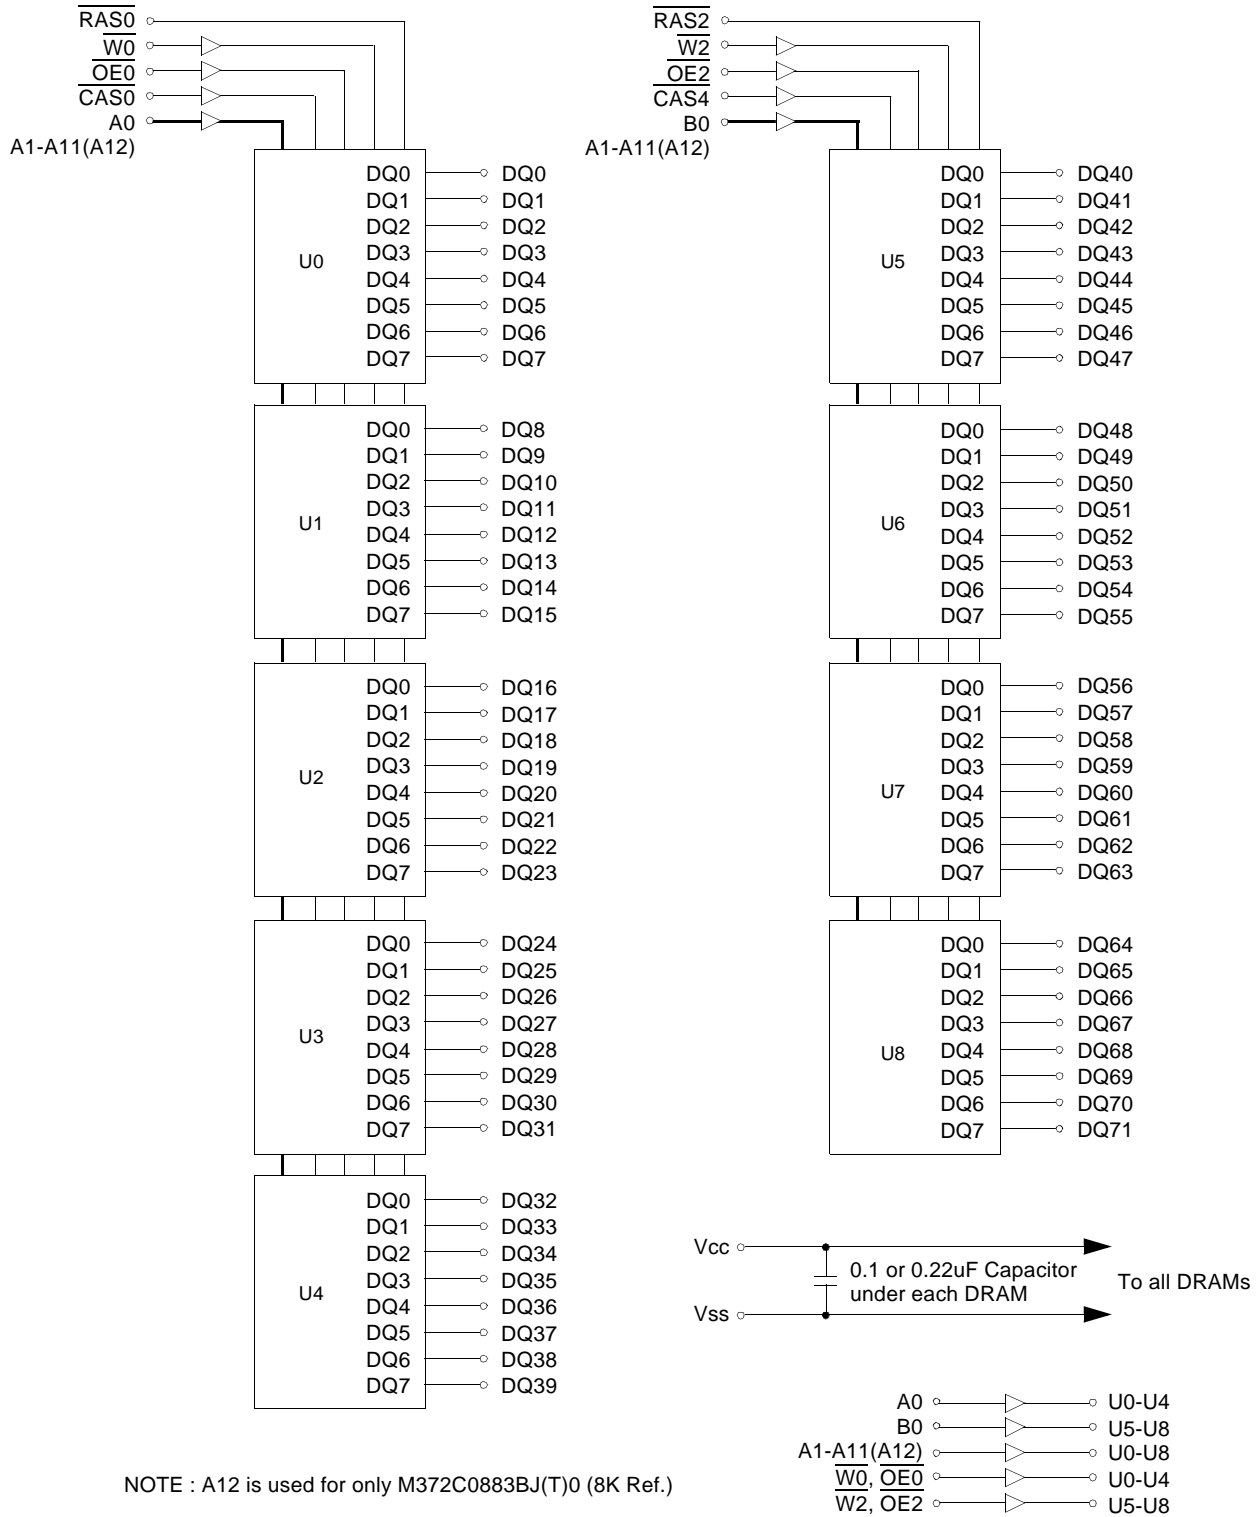 RAS0
W0
OE0
CAS0
A0
A1-A11(A12)
U0
DQ0 DQ0
DQ1 DQ1
DQ2 DQ2
DQ3 DQ3
DQ4 DQ4
DQ5 DQ5
DQ6 DQ6
DQ7 DQ7
U1
DQ0 DQ8
DQ1 DQ9
DQ2 DQ10
DQ3 DQ11
DQ4 DQ12
DQ5 DQ13
DQ6 DQ14
DQ7 DQ15
U2
DQ0 DQ16
DQ1 DQ17
DQ2 DQ18
DQ3 DQ19
DQ4 DQ20
DQ5 DQ21
DQ6 DQ22
DQ7 DQ23
U3
DQ0 DQ24
DQ1 DQ25
DQ2 DQ26
DQ3 DQ27
DQ4 DQ28
DQ5 DQ29
DQ6 DQ30
DQ7 DQ31
U4
DQ0 DQ32
DQ1 DQ33
DQ2 DQ34
DQ3 DQ35
DQ4 DQ36
DQ5 DQ37
DQ6 DQ38
DQ7 DQ39
RAS2
W2
OE2
CAS4
B0
A1-A11(A12)
U5
DQ0 DQ40
DQ1 DQ41
DQ2 DQ42
DQ3 DQ43
DQ4 DQ44
DQ5 DQ45
DQ6 DQ46
DQ7 DQ47
U6
DQ0 DQ48
DQ1 DQ49
DQ2 DQ50
DQ3 DQ51
DQ4 DQ52
DQ5 DQ53
DQ6 DQ54
DQ7 DQ55
U7
DQ0 DQ56
DQ1 DQ57
DQ2 DQ58
DQ3 DQ59
DQ4 DQ60
DQ5 DQ61
DQ6 DQ62
DQ7 DQ63
U8
DQ0 DQ64
DQ1 DQ65
DQ2 DQ66
DQ3 DQ67
DQ4 DQ68
DQ5 DQ69
DQ6 DQ70
DQ7 DQ71
Vcc
0.1 or 0.22uF Capacitor
under each DRAM
To all DRAMs
Vss
A0 U0-U4
B0 U5-U8
A1-A11(A12) U0-U8
W0, OE0 U0-U4
W2, OE2 U5-U8
NOTE : A12 is used for only M372C0883BJ(T)0 (8K Ref.)